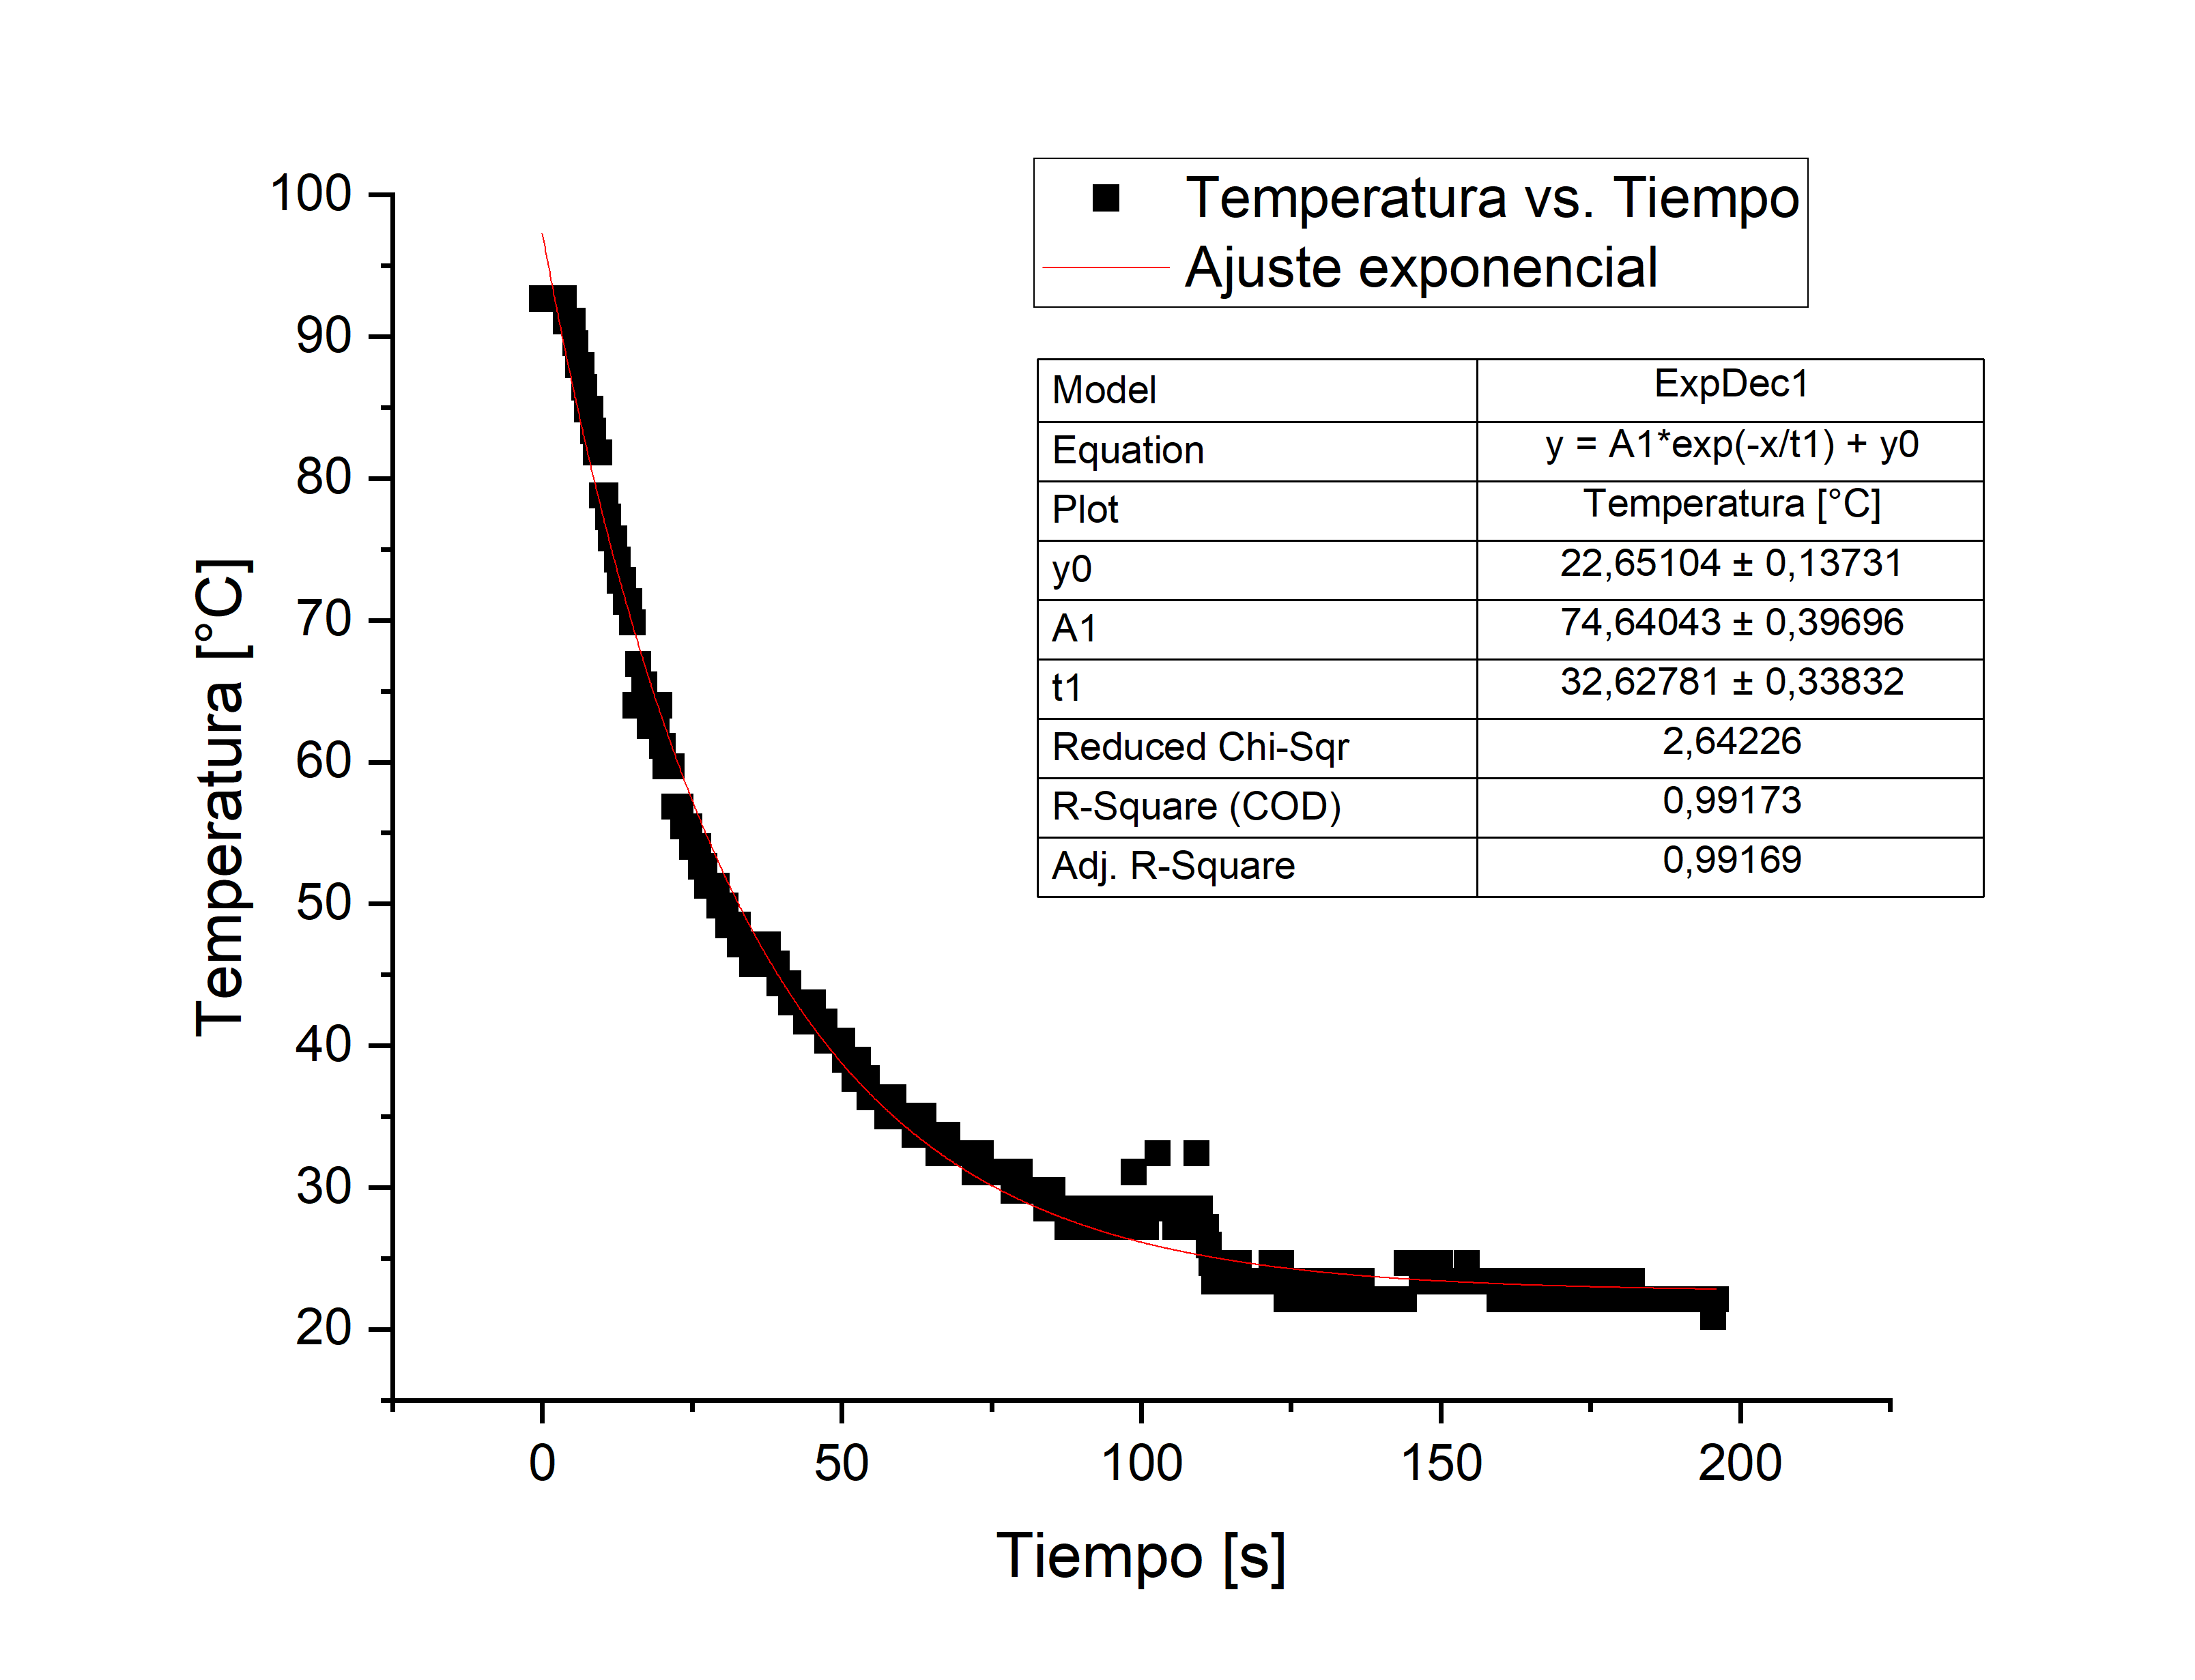 Temperatura vs. Tiempo
Ajuste exponencial
Model ExpDec1
Equation y = A1*exp(-x/t1) + y0
Plot Temperatura [°C]
y0 22,65104 ± 0,13731
A1 74,64043 ± 0,39696
t1 32,62781 ± 0,33832
Reduced Chi-Sqr 2,64226
R-Square (COD) 0,99173
Adj. R-Square 0,99169
Temperatura [°C]
100
90
80
70
60
50
40
30
20
0 50 100 150 200
Tiempo [s]